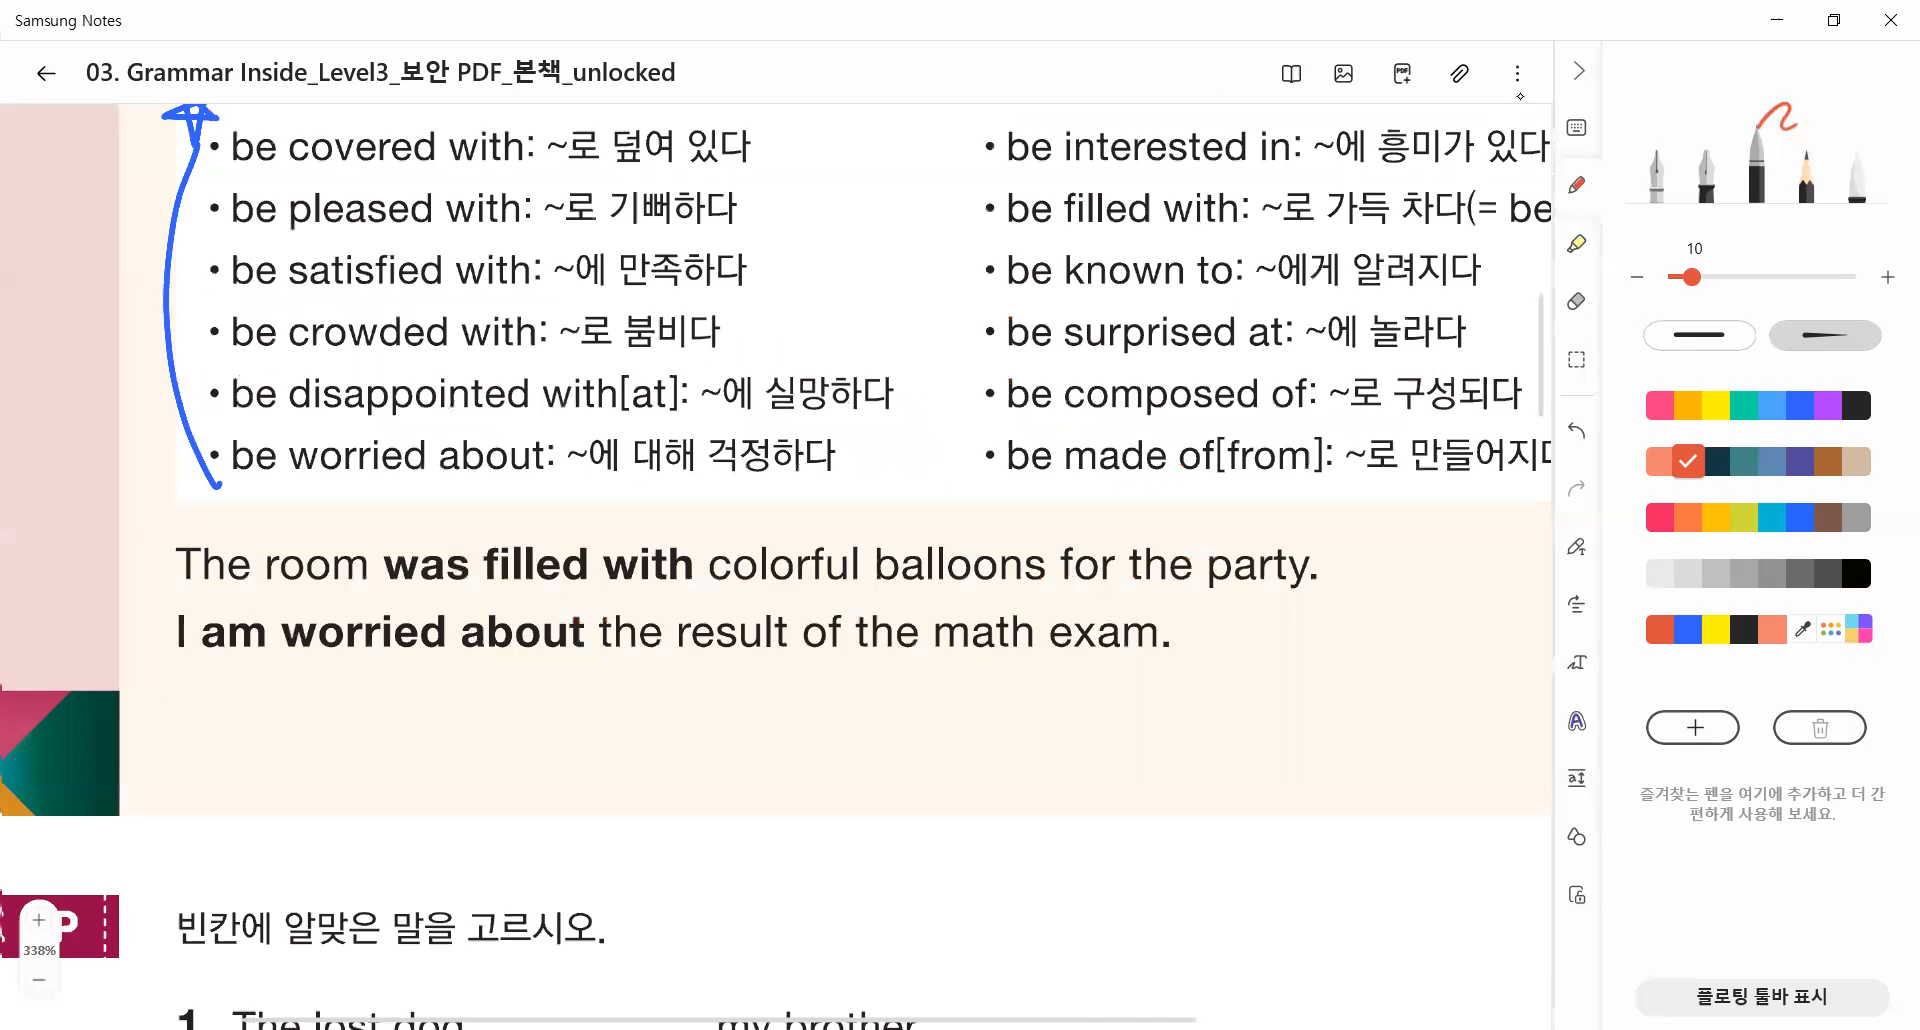 Samsung Notes
03. Grammar Inside_Level3_보안 PDF_본책_unlocked
• be covered with: ~로 덮여 있다
• be interested in: ~에 흥미가 있다
• be pleased with: ~로 기뻐하다
• be filled with: ~로 가득 차다(= be
• be satisfied with: ~에 만족하다
• be known to: ~에게 알려지다
• be crowded with: ~로 붐비다
• be surprised at: ~에 놀라다
• be disappointed with[at]: ~에 실망하다
• be composed of: ~로 구성되다
• be worried about: ~에 대해 걱정하다
• be made of[from]: ~로 만들어지다
The room was filled with colorful balloons for the party.
I am worried about the result of the math exam.
P
338%
빈칸에 알맞은 말을 고르시오.
1 The lost dog my brother
10
즐겨찾는 펜을 여기에 추가하고 더 간
편하게 사용해 보세요.
플로팅 툴바 표시